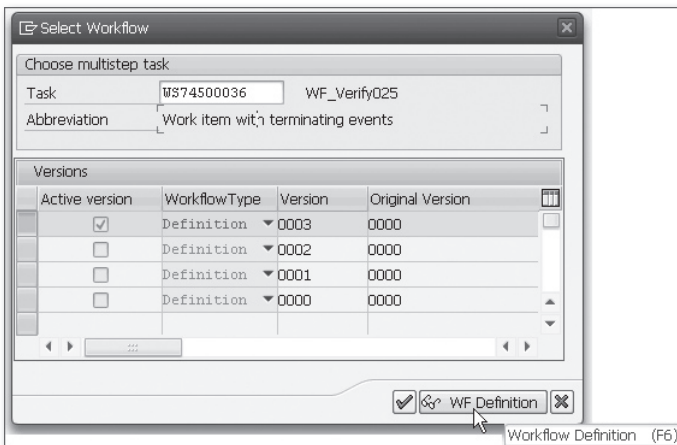 Select Workflow
Choose multistep task
Task WS74500036 WF_Verify025
Abbreviation Work item with terminating events
Versions
Active version WorkflowType Version Original Version
Definition 0003 0000
Definition 0002 0000
Definition 0001 0000
Definition 0000 0000
WF Definition
Workflow Definition (F6)